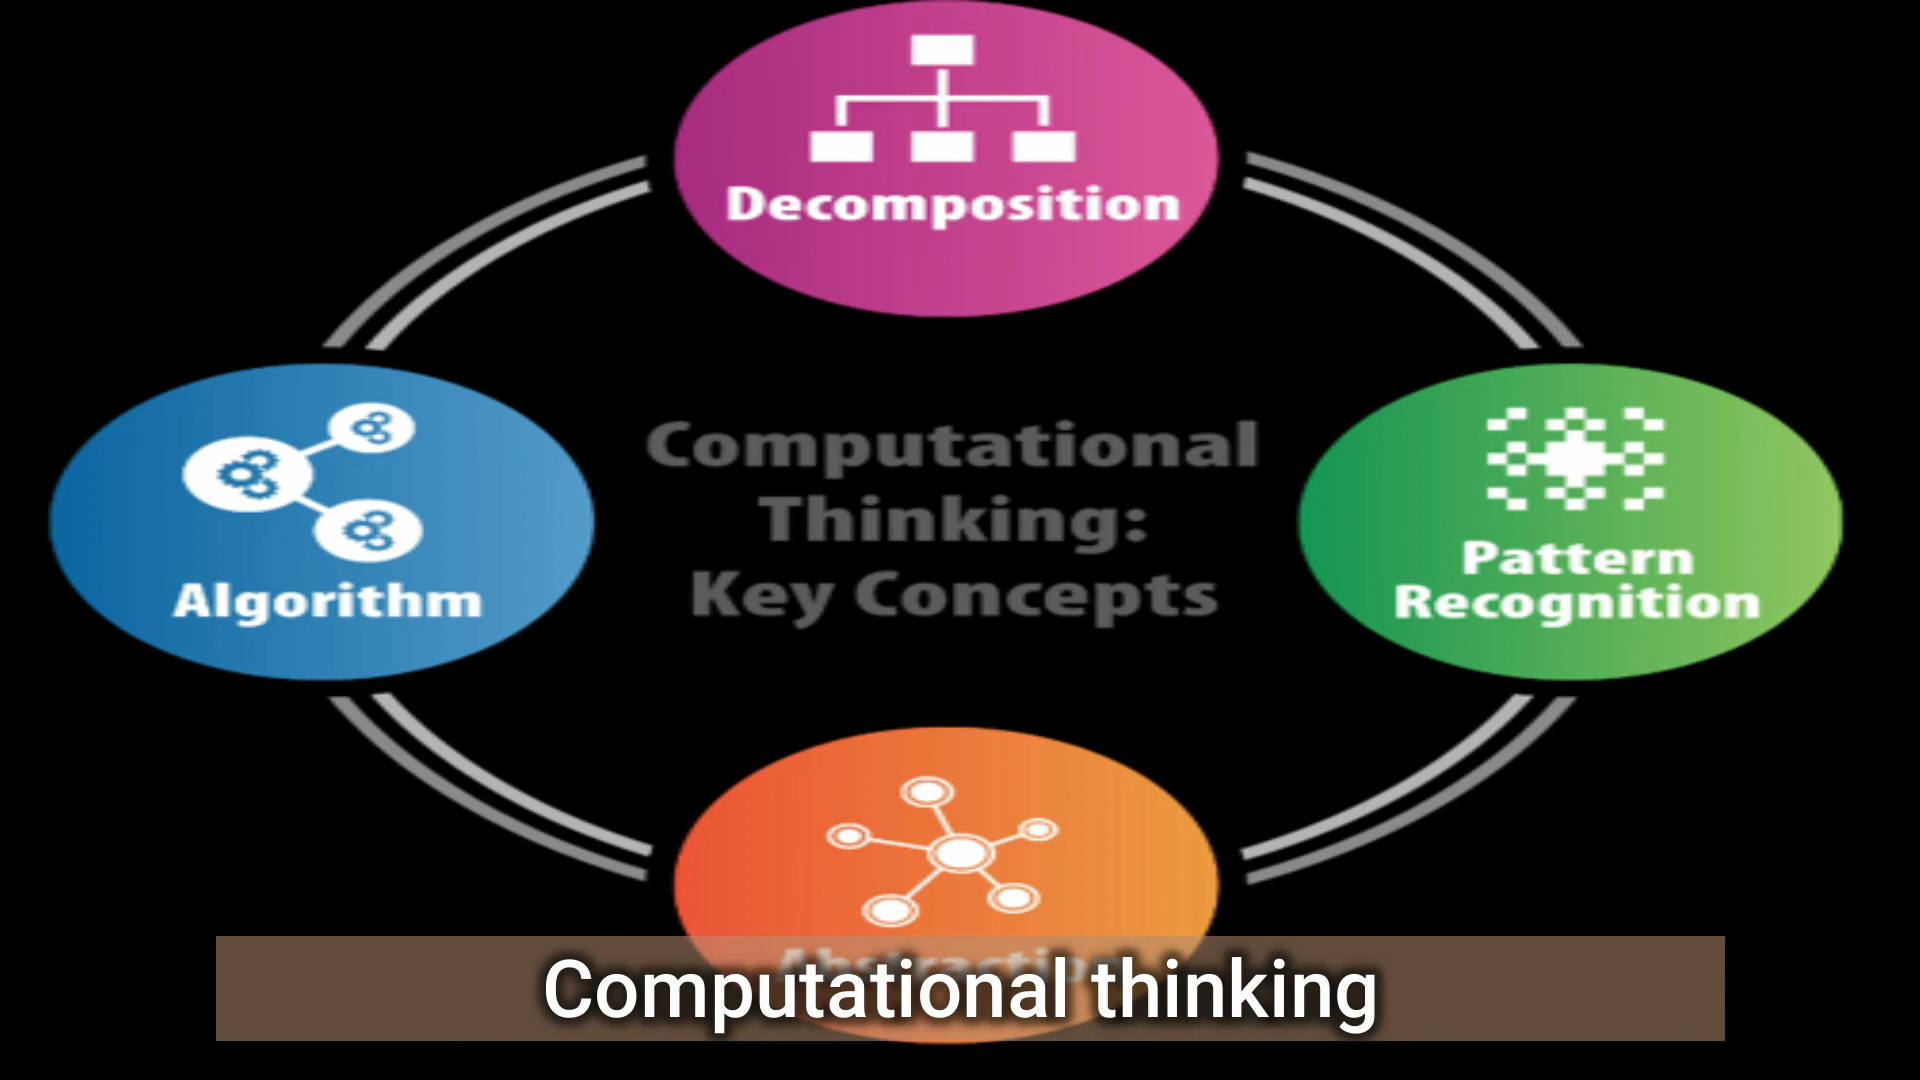 Decomposition
Algorithm
Computational
Thinking:
Key Concepts
Pattern
Recognition
Computational thinking